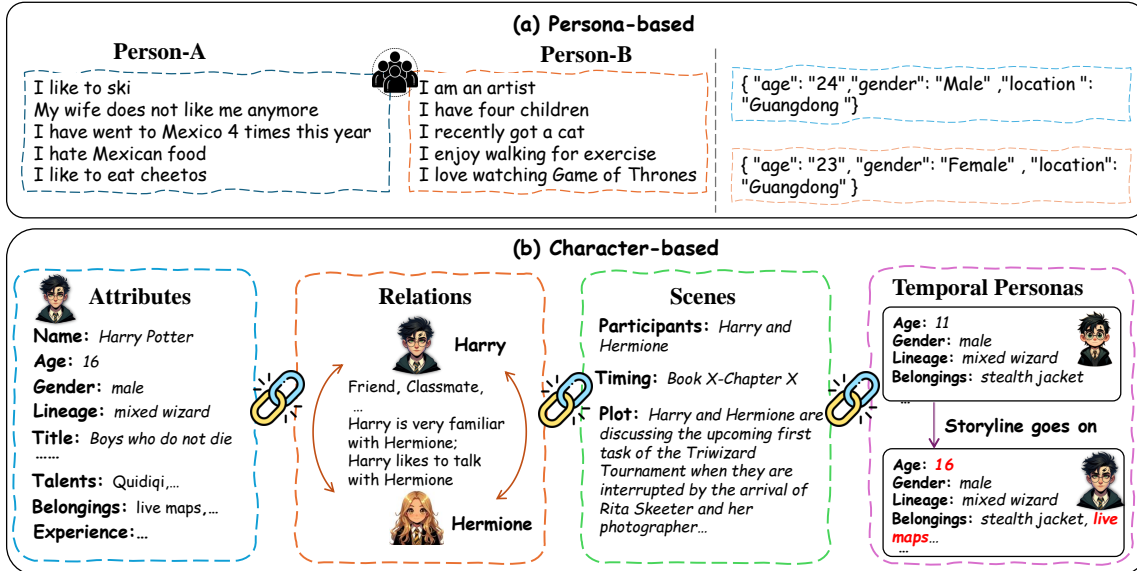 (a) Persona-based
Person-A
I like to ski
My wife does not like me anymore
I have went to Mexico 4 times this year
I hate Mexican food
I like to eat cheetos
Person-B
I am an artist
I have four children
I recently got a cat
I enjoy walking for exercise
I love watching Game of Thrones
{ "age": "24","gender": "Male" ,"location ":
"Guangdong "}
{ "age": "23", "gender": "Female" , "location":
"Guangdong" }
(b) Character-based
Attributes
Name: Harry Potter
Age: 16
Gender: male
Lineage: mixed wizard
Title: Boys who do not die
......
Talents: Quidiqi,...
Belongings: live maps,...
Experience:...
Relations
Harry
Friend, Classmate,
...
Harry is very familiar
with Hermione;
Harry likes to talk
with Hermione
Hermione
Scenes
Participants: Harry and
Hermione
Timing: Book X-Chapter X
Plot: Harry and Hermione are
discussing the upcoming first
task of the Triwizard
Tournament when they are
interrupted by the arrival of
Rita Skeeter and her
photographer...
Temporal Personas
Age: 11
Gender: male
Lineage: mixed wizard
Belongings: stealth jacket
...
Storyline goes on
Age: 16
Gender: male
Lineage: mixed wizard
Belongings: stealth jacket, live
maps...
...